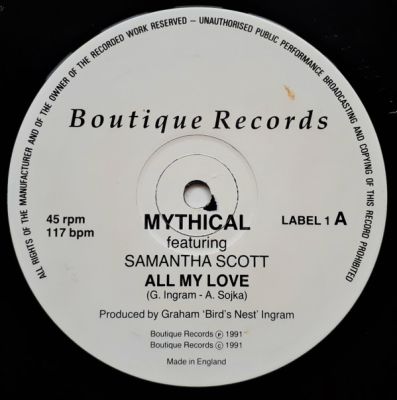 ALL RIGHTS OF THE MANUFACTURER AND OF THE OWNER OF THE RECORDED WORK RESERVED – UNAUTHORISED PUBLIC PERFORMANCE BROADCASTING AND COPYING OF THIS RECORD PROHIBITED
Boutique Records
45 rpm
117 bpm
LABEL 1 A
MYTHICAL
featuring
SAMANTHA SCOTT
ALL MY LOVE
(G. Ingram - A. Sojka)
Produced by Graham 'Bird's Nest' Ingram
Boutique Records ℗ 1991
Boutique Records © 1991
Made in England